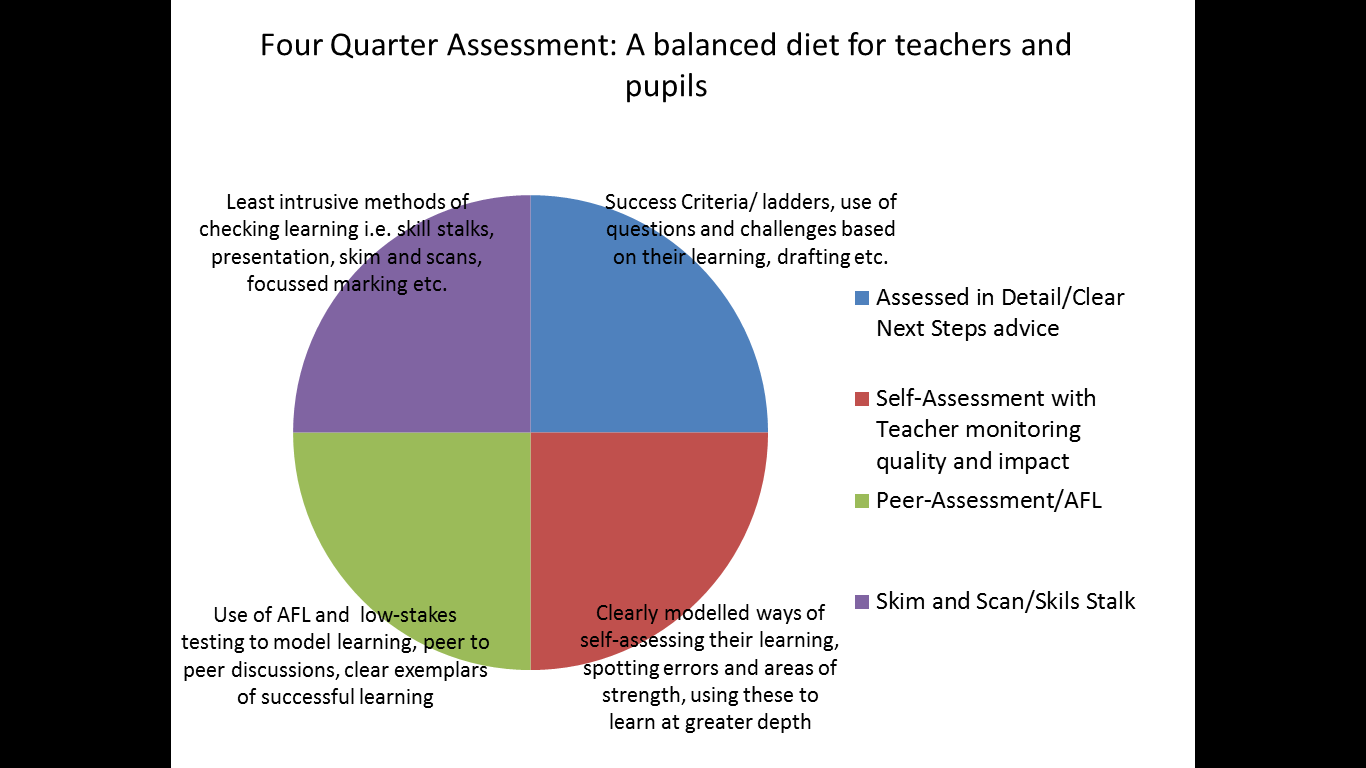 Four Quarter Assessment: A balanced diet for teachers and
pupils
Least intrusive methods of
checking learning i.e. skill stalks,
presentation, skim and scans,
focussed marking etc.
Success Criteria/ ladders, use of
questions and challenges based
on their learning, drafting etc.
Assessed in Detail/Clear
Next Steps advice
Self-Assessment with
Teacher monitoring
quality and impact
Peer-Assessment/AFL
Skim and Scan/Skils Stalk
Use of AFL and low-stakes
testing to model learning, peer to
peer discussions, clear exemplars
of successful learning
Clearly modelled ways of
self-assessing their learning,
spotting errors and areas of
strength, using these to
learn at greater depth